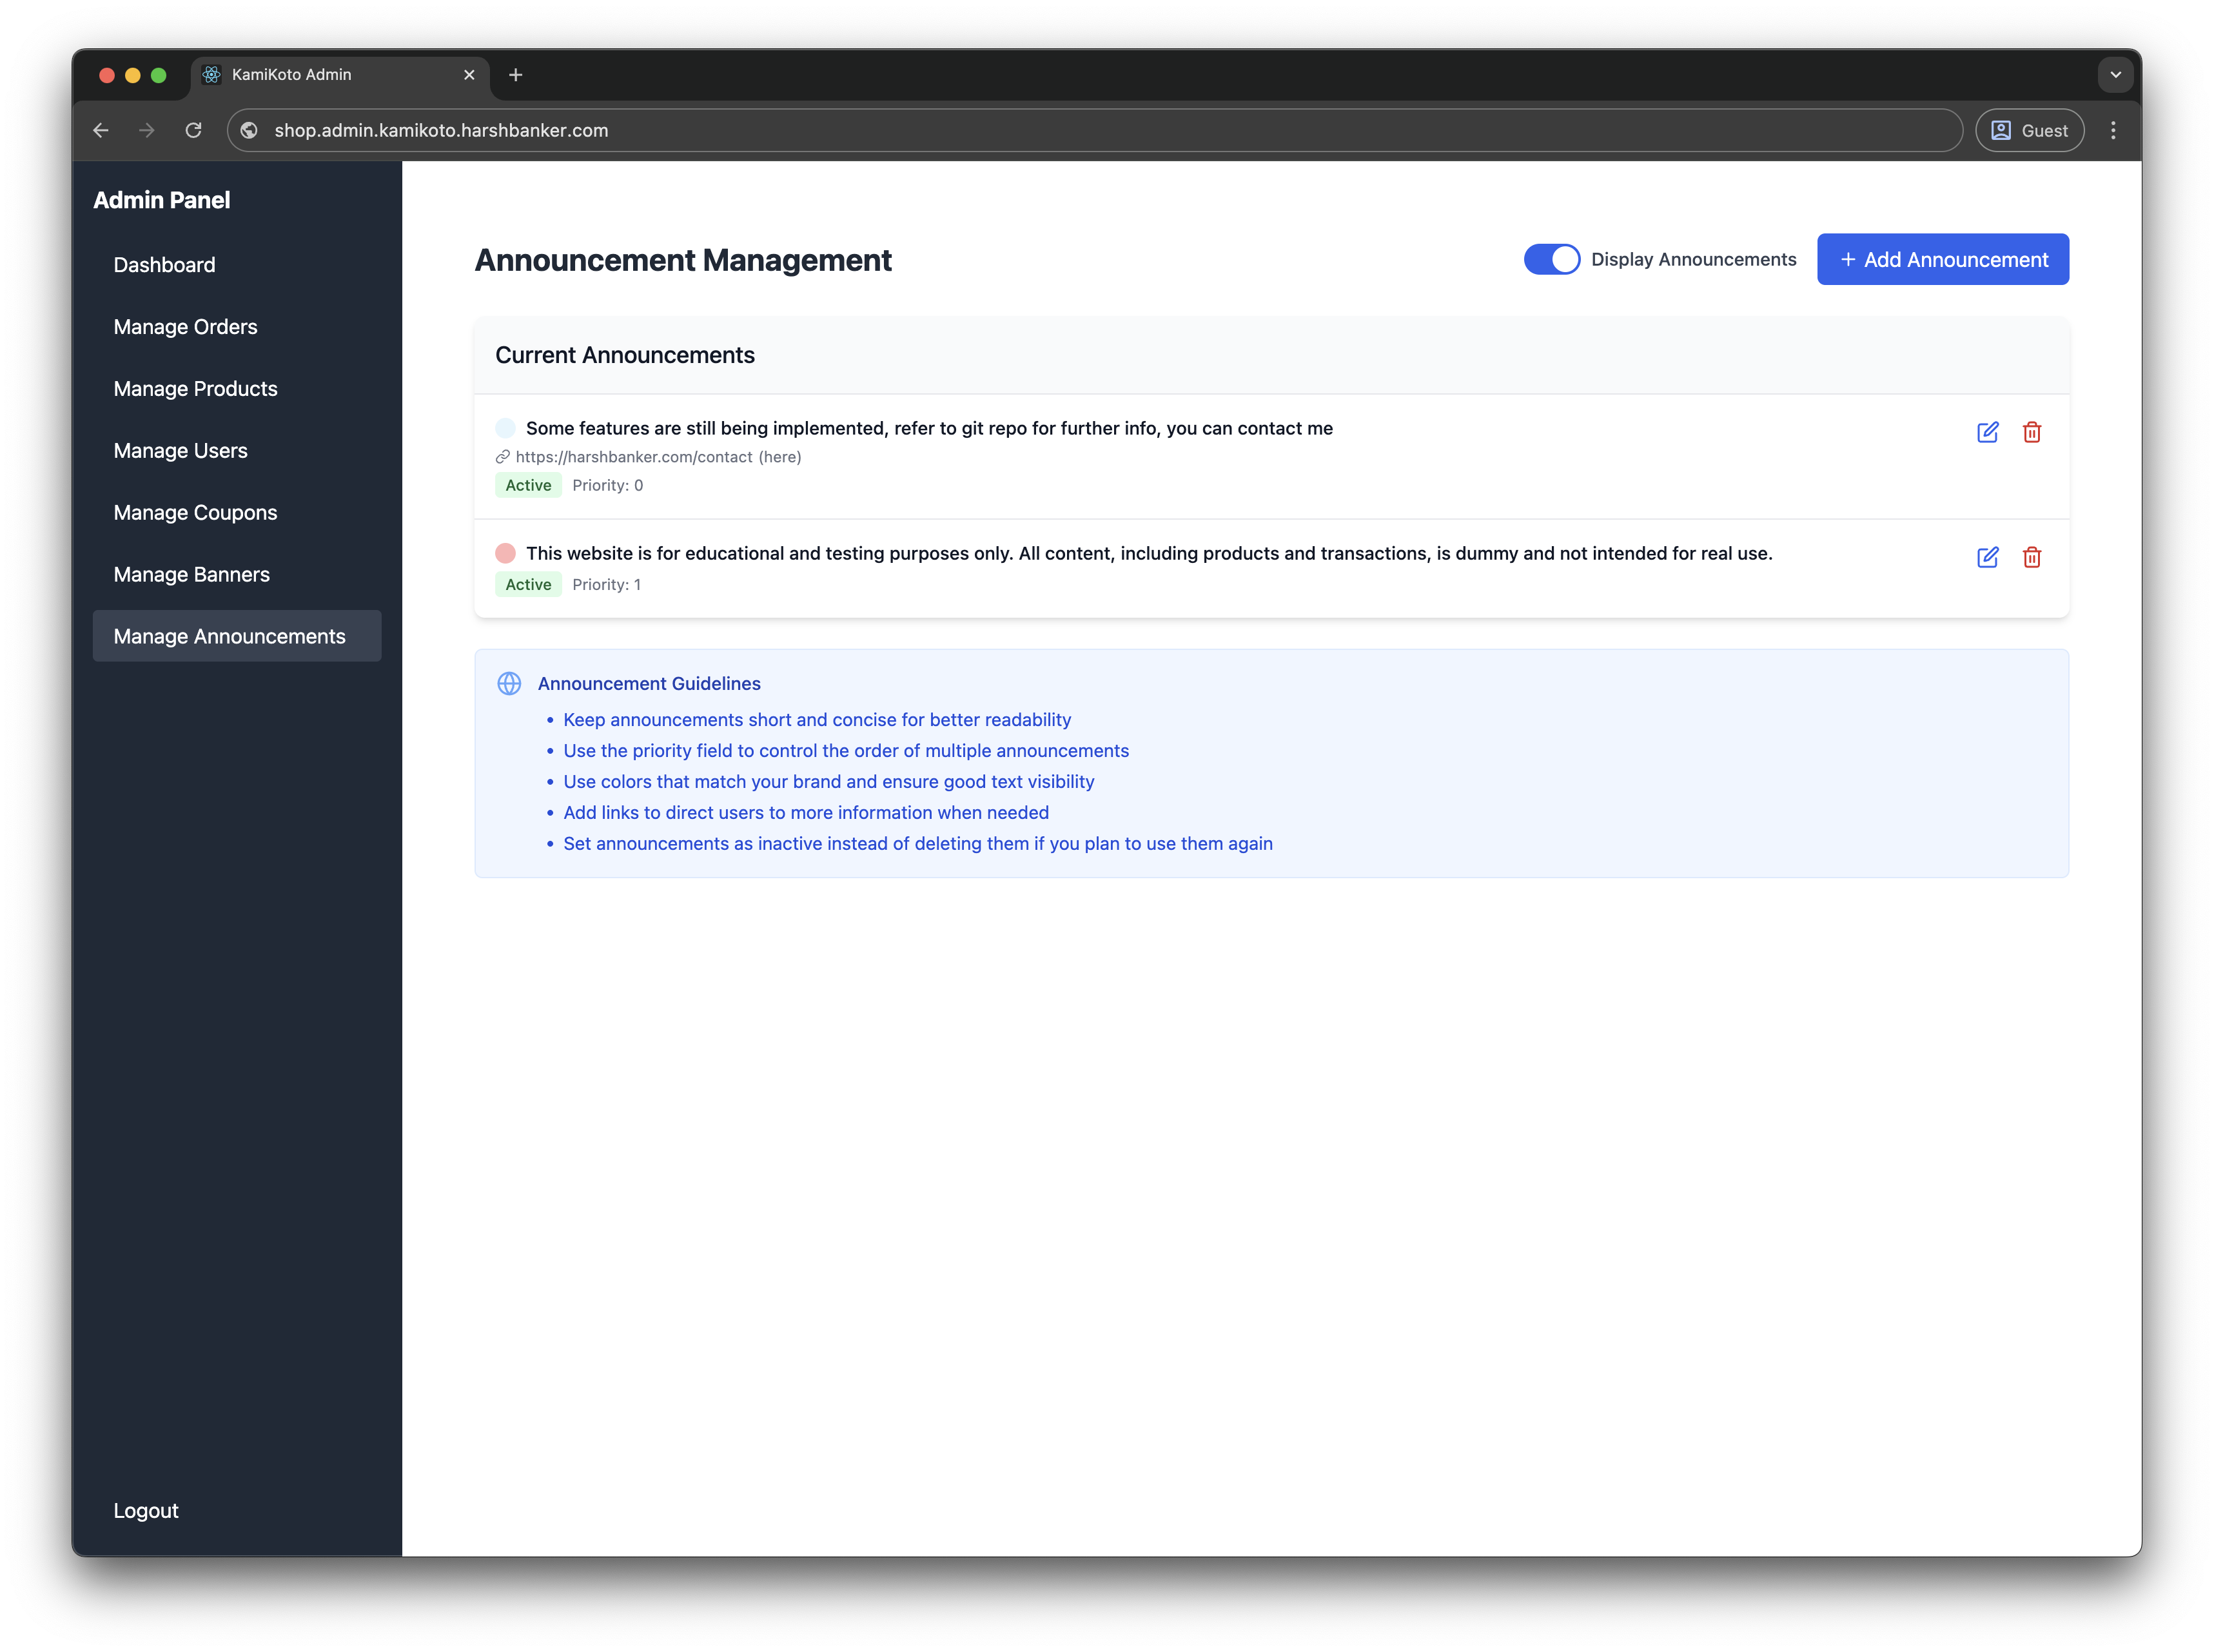 KamiKoto Admin
shop.admin.kamikoto.harshbanker.com
Guest
Admin Panel
Dashboard
Manage Orders
Manage Products
Manage Users
Manage Coupons
Manage Banners
Manage Announcements
Logout
Announcement Management
Display Announcements
+ Add Announcement
Current Announcements
Some features are still being implemented, refer to git repo for further info, you can contact me
https://harshbanker.com/contact (here)
Active Priority: 0
This website is for educational and testing purposes only. All content, including products and transactions, is dummy and not intended for real use.
Active Priority: 1
Announcement Guidelines
• Keep announcements short and concise for better readability
• Use the priority field to control the order of multiple announcements
• Use colors that match your brand and ensure good text visibility
• Add links to direct users to more information when needed
• Set announcements as inactive instead of deleting them if you plan to use them again